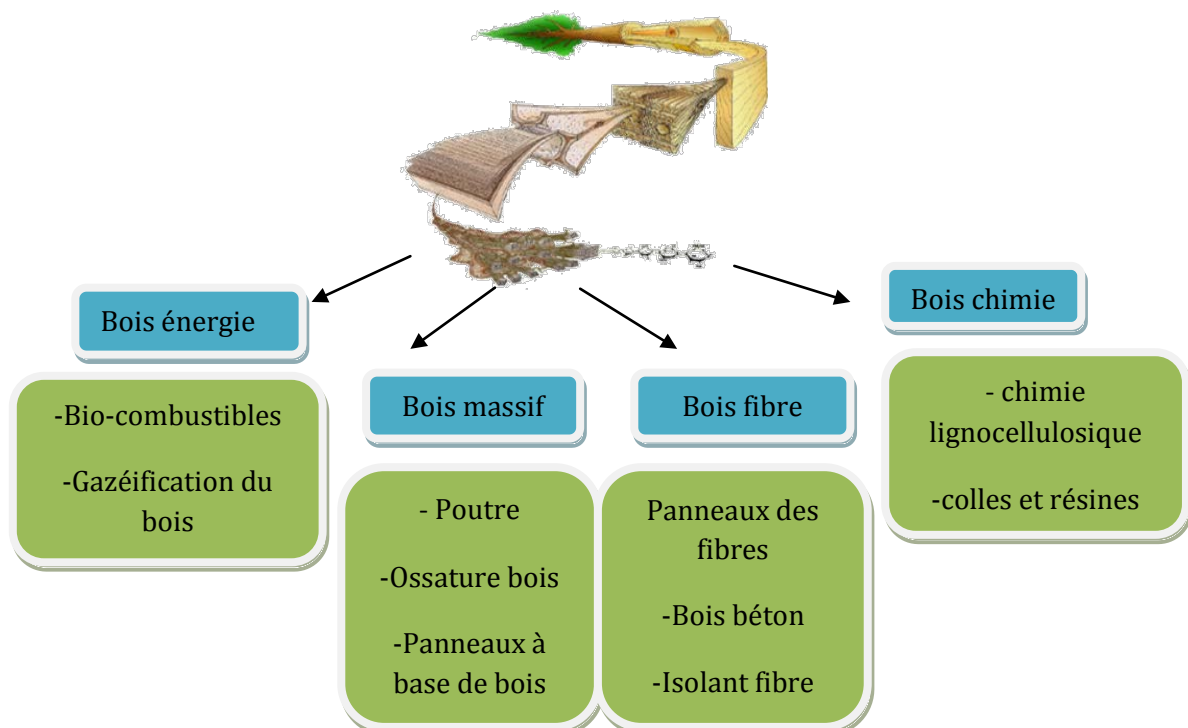 Bois énergie
-Bio-combustibles
-Gazéification du
bois
Bois massif
- Poutre
-Ossature bois
-Panneaux à
base de bois
Bois fibre
Panneaux des
fibres
-Bois béton
-Isolant fibre
Bois chimie
- chimie
lignocellulosique
-colles et résines